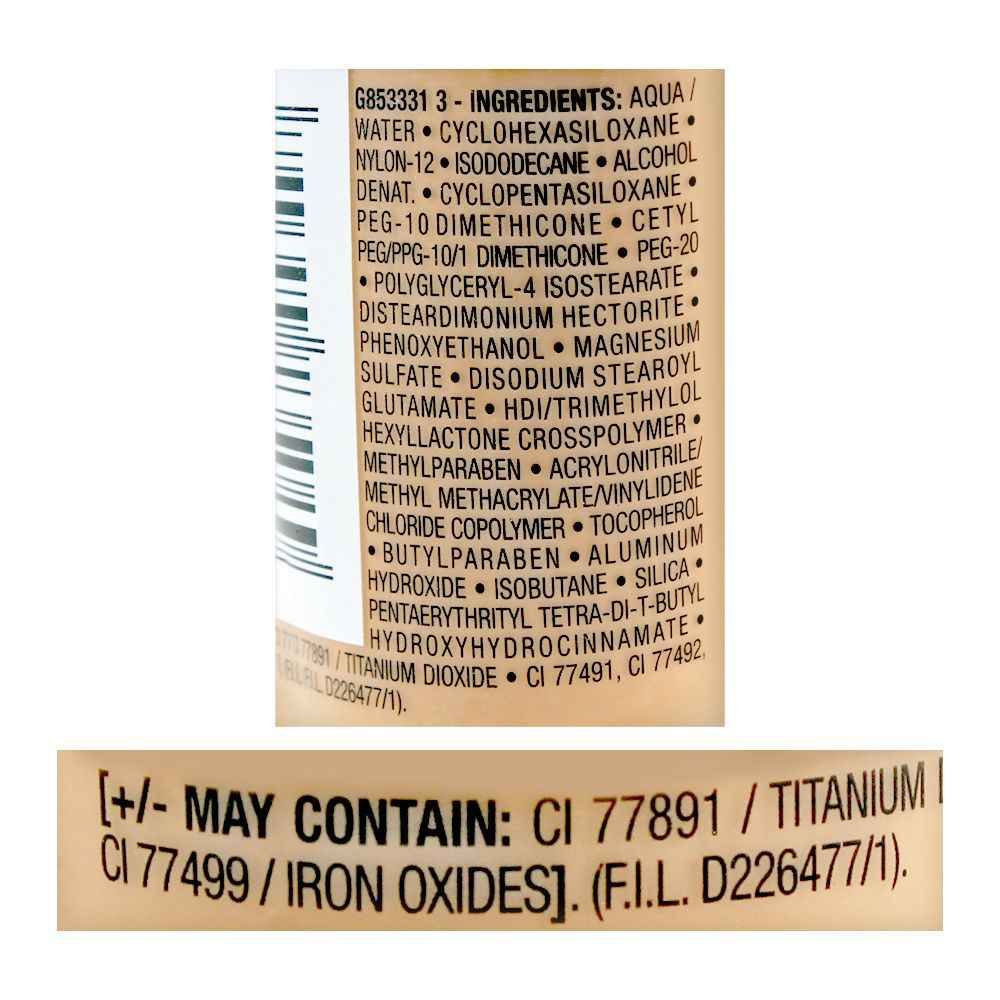 G853331 3 - INGREDIENTS: AQUA /
WATER • CYCLOHEXASILOXANE •
NYLON-12 • ISODODECANE • ALCOHOL
DENAT. • CYCLOPENTASILOXANE •
PEG-10 DIMETHICONE • CETYL
PEG/PPG-10/1 DIMETHICONE • PEG-20
• POLYGLYCERYL-4 ISOSTEARATE •
DISTEARDIMONIUM HECTORITE •
PHENOXYETHANOL • MAGNESIUM
SULFATE • DISODIUM STEAROYL
GLUTAMATE • HDI/TRIMETHYLOL
HEXYLLACTONE CROSSPOLYMER •
METHYLPARABEN • ACRYLONITRILE/
METHYL METHACRYLATE/VINYLIDENE
CHLORIDE COPOLYMER • TOCOPHEROL
• BUTYLPARABEN • ALUMINUM
HYDROXIDE • ISOBUTANE • SILICA •
PENTAERYTHRITYL TETRA-DI-T-BUTYL
HYDROXYHYDROCINNAMATE •
77891 / TITANIUM DIOXIDE • CI 77491, CI 77492,
D226477/1).
[+/- MAY CONTAIN: CI 77891 / TITANIUM
CI 77499 / IRON OXIDES]. (F.I.L. D226477/1).